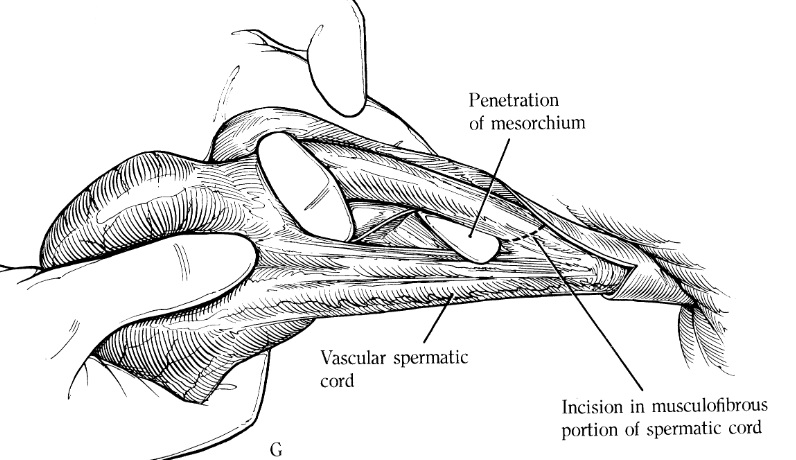 Penetration
of mesorchium
Vascular spermatic
cord
Incision in musculofibrous
portion of spermatic cord
G